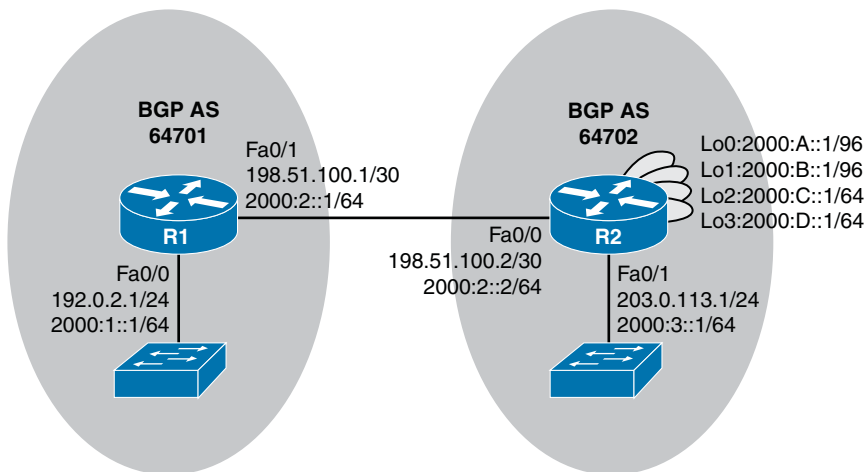 BGP AS
64701
BGP AS
64702
Lo0:2000:A::1/96
Lo1:2000:B::1/96
Lo2:2000:C::1/64
Lo3:2000:D::1/64
Fa0/1
198.51.100.1/30
2000:2::1/64
R1
R2
Fa0/0
198.51.100.2/30
2000:2::2/64
Fa0/0
192.0.2.1/24
2000:1::1/64
Fa0/1
203.0.113.1/24
2000:3::1/64